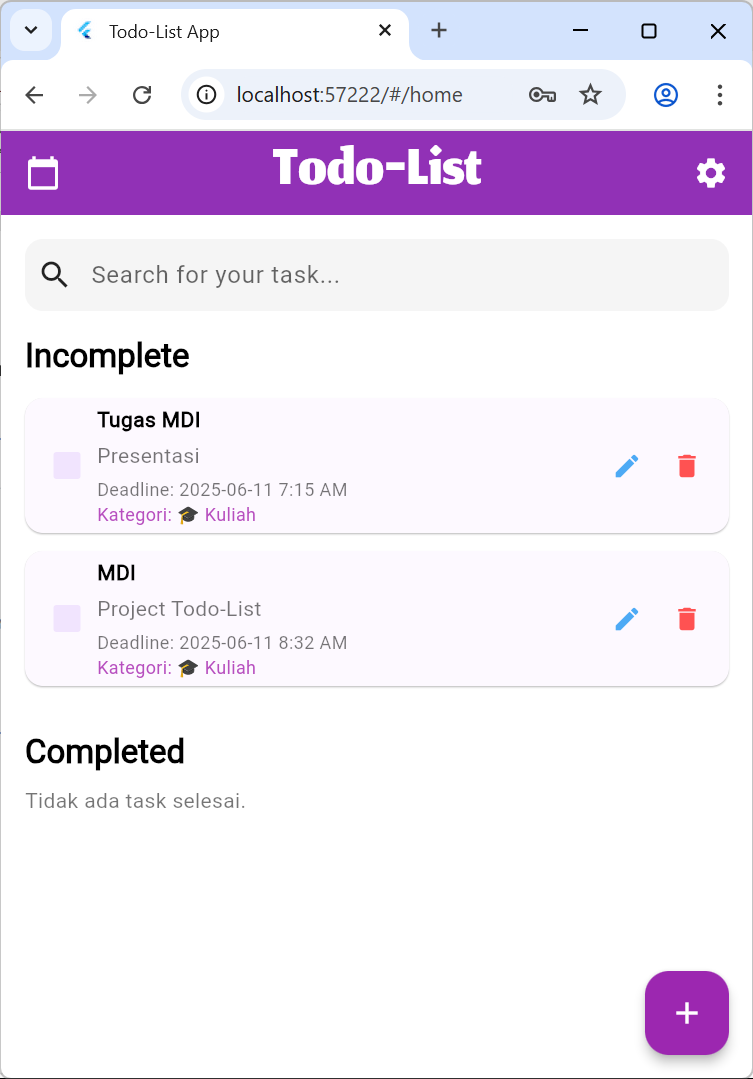 Todo-List App
localhost:57222/#/home
Todo-List
Search for your task...
Incomplete
Tugas MDI
Presentasi
Deadline: 2025-06-11 7:15 AM
Kategori: 🎓 Kuliah
MDI
Project Todo-List
Deadline: 2025-06-11 8:32 AM
Kategori: 🎓 Kuliah
Completed
Tidak ada task selesai.